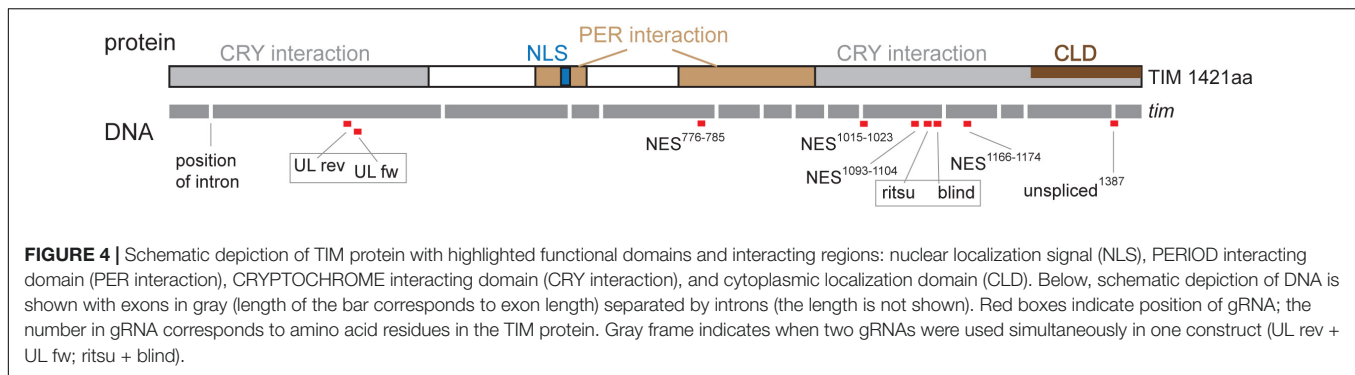 protein
CRY interaction
NLS
PER interaction
CRY interaction
CLD
TIM 1421aa
DNA
tim
position
of intron
UL rev
UL fw
NES776-785
NES1015-1023
NES1093-1104
ritsu
blind
NES1166-1174
unspliced1387
FIGURE 4 | Schematic depiction of TIM protein with highlighted functional domains and interacting regions: nuclear localization signal (NLS), PERIOD interacting
domain (PER interaction), CRYPTOCHROME interacting domain (CRY interaction), and cytoplasmic localization domain (CLD). Below, schematic depiction of DNA is
shown with exons in gray (length of the bar corresponds to exon length) separated by introns (the length is not shown). Red boxes indicate position of gRNA; the
number in gRNA corresponds to amino acid residues in the TIM protein. Gray frame indicates when two gRNAs were used simultaneously in one construct (UL rev +
UL fw; ritsu + blind).